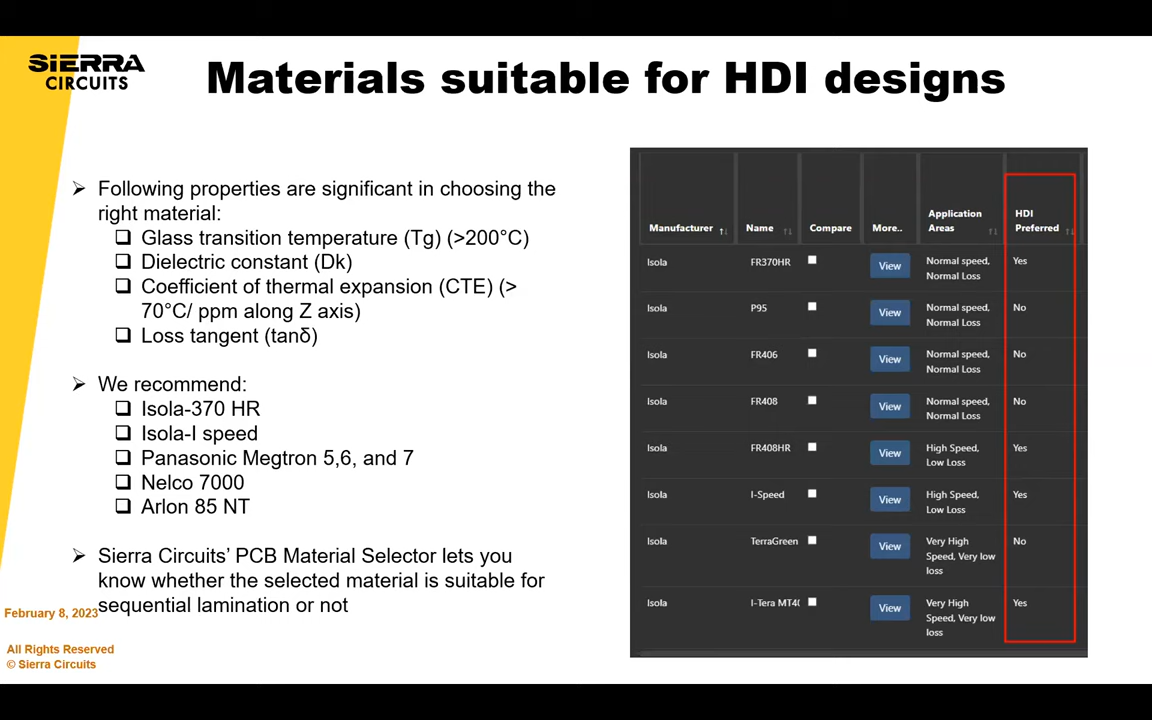 SIERRA
CIRCUITS
Materials suitable for HDI designs
Following properties are significant in choosing the
right material:
Glass transition temperature (Tg) (>200°C)
Dielectric constant (Dk)
Coefficient of thermal expansion (CTE) (>
70°C/ ppm along Z axis)
Loss tangent (tanδ)
We recommend:
Isola-370 HR
Isola-I speed
Panasonic Megtron 5,6, and 7
Nelco 7000
Arlon 85 NT
Sierra Circuits' PCB Material Selector lets you
know whether the selected material is suitable for
sequential lamination or not
February 8, 2023
All Rights Reserved
© Sierra Circuits
Manufacturer Name Compare More.. Application Areas HDI Preferred
Isola FR370HR View Normal speed,
Normal Loss Yes
Isola P95 View Normal speed,
Normal Loss No
Isola FR406 View Normal speed,
Normal Loss No
Isola FR408 View Normal speed,
Normal Loss No
Isola FR408HR View High Speed,
Low Loss Yes
Isola I-Speed View High Speed,
Low Loss Yes
Isola TerraGreen View Very High
Speed, Very low
loss No
Isola I-Tera MT4( View Very High
Speed, Very low
loss Yes